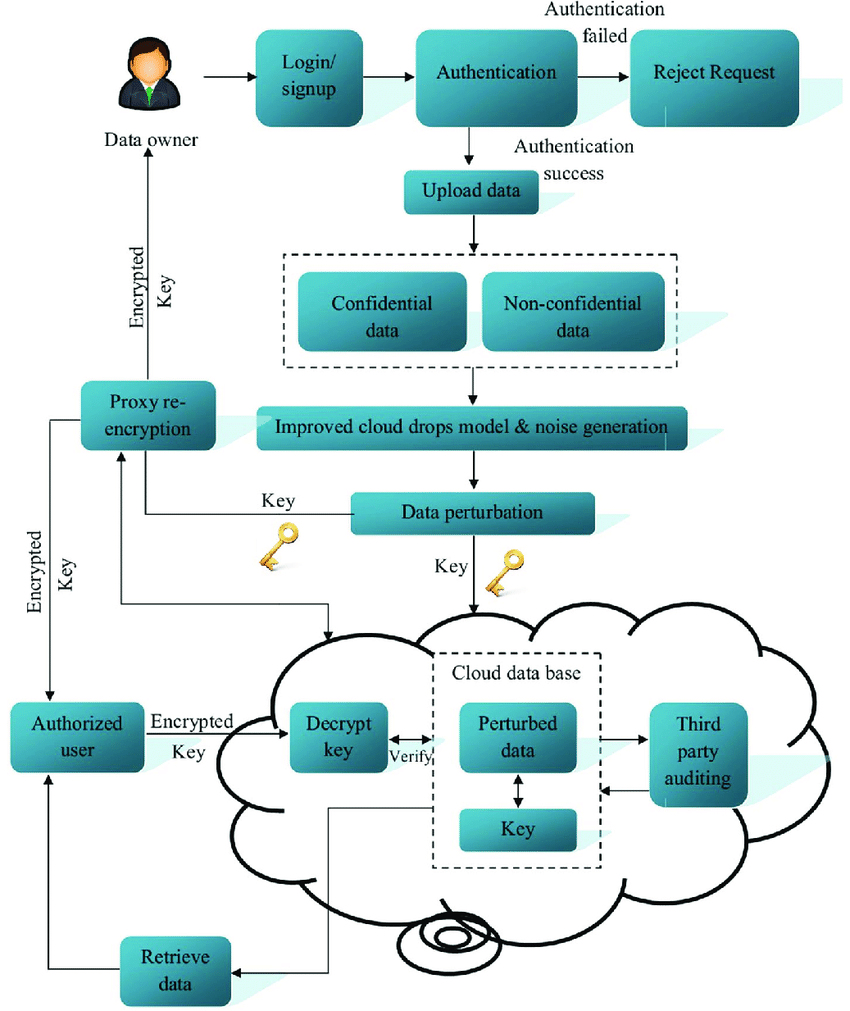 Authentication
failed
Login/
signup
Authentication
Reject Request
Data owner
Authentication
success
Upload data
Confidential
data
Non-confidential
data
Encrypted
Key
Proxy re-
encryption
Improved cloud drops model & noise generation
Key
Data perturbation
Key
Encrypted
Key
Cloud data base
Authorized
user
Encrypted
Key
Decrypt
key
Verify
Perturbed
data
Third
party
auditing
Key
Retrieve
data